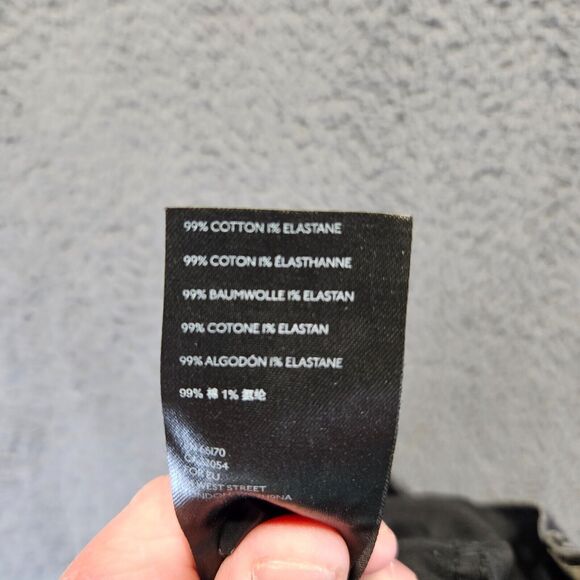 99% COTTON 1% ELASTANE
99% COTON 1% ÉLASTHANNE
99% BAUMWOLLE 1% ELASTAN
99% COTONE 1% ELASTAN
99% ALGODÓN 1% ELASTANE
99% 棉 1% 氨纶
EU
WEST STREET